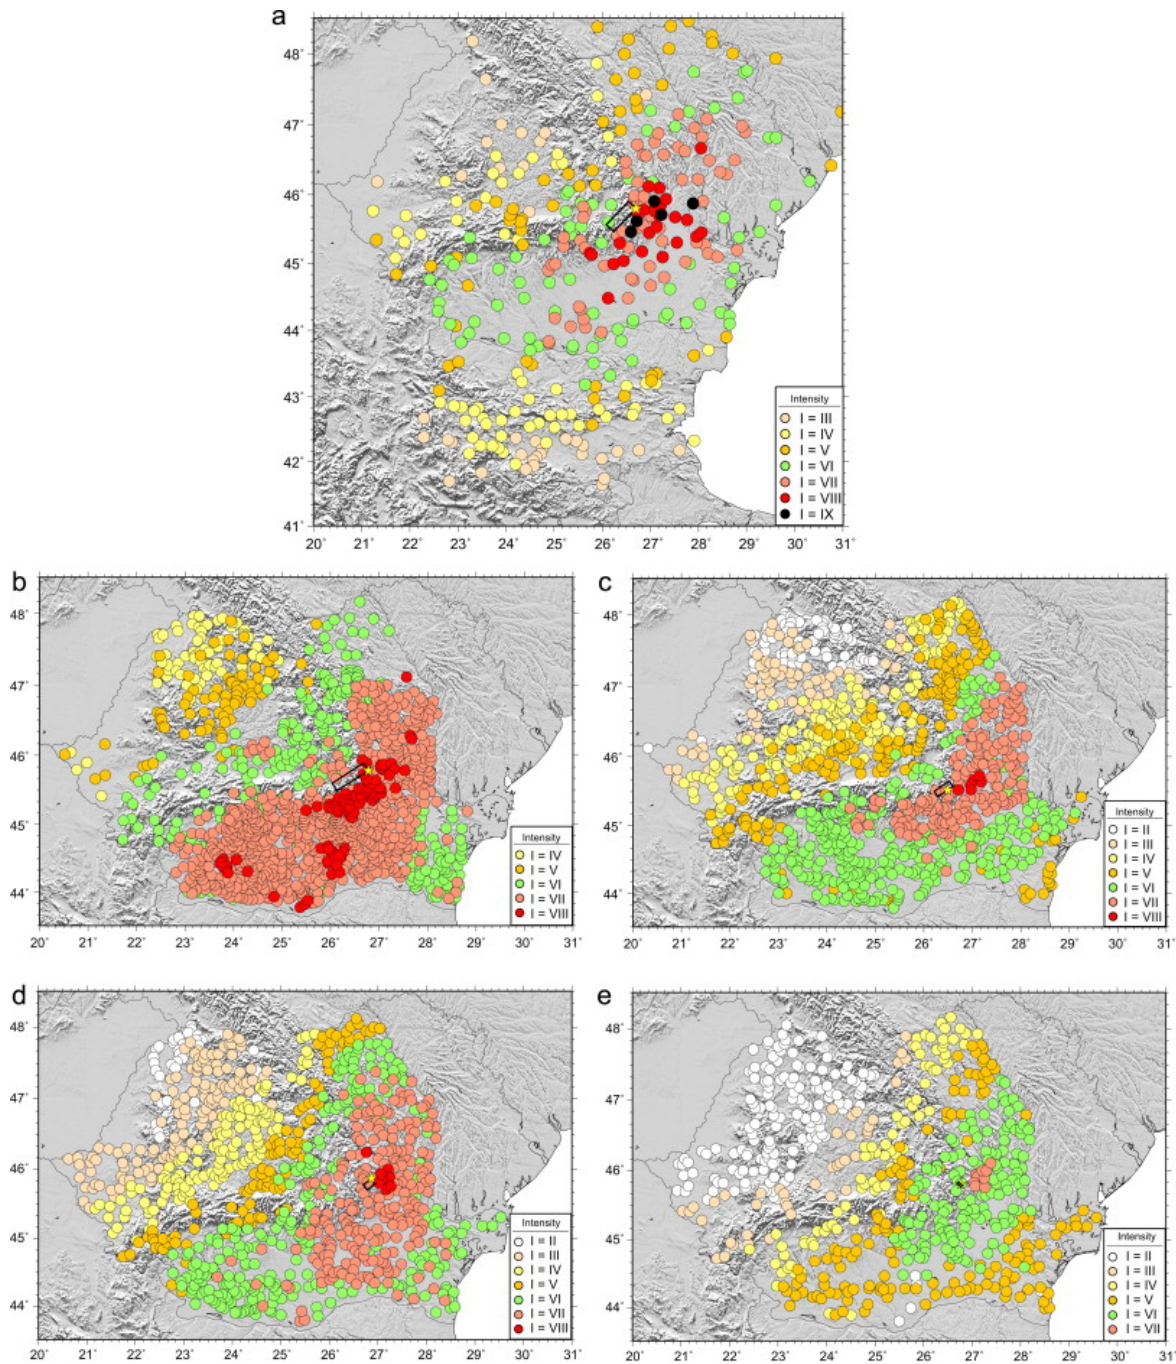 a
48°
47°
46°
45°
44°
43°
42°
41°
Intensity
I = III
I = IV
I = V
I = VI
I = VII
I = VIII
I = IX
20° 21° 22° 23° 24° 25° 26° 27° 28° 29° 30° 31°
b
48°
47°
46°
45°
44°
Intensity
I = IV
I = V
I = VI
I = VII
I = VIII
20° 21° 22° 23° 24° 25° 26° 27° 28° 29° 30° 31°
c
48°
47°
46°
45°
44°
Intensity
I = II
I = III
I = IV
I = V
I = VI
I = VII
I = VIII
20° 21° 22° 23° 24° 25° 26° 27° 28° 29° 30° 31°
d
48°
47°
46°
45°
44°
Intensity
I = II
I = III
I = IV
I = V
I = VI
I = VII
I = VIII
20° 21° 22° 23° 24° 25° 26° 27° 28° 29° 30° 31°
e
48°
47°
46°
45°
44°
Intensity
I = II
I = III
I = IV
I = V
I = VI
I = VII
20° 21° 22° 23° 24° 25° 26° 27° 28° 29° 30° 31°